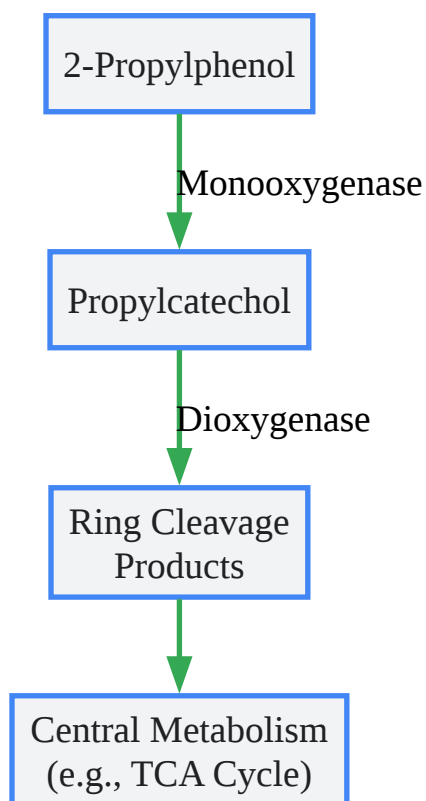 2-Propylphenol
Monooxygenase
Propylcatechol
Dioxygenase
Ring Cleavage
Products
Central Metabolism
(e.g., TCA Cycle)